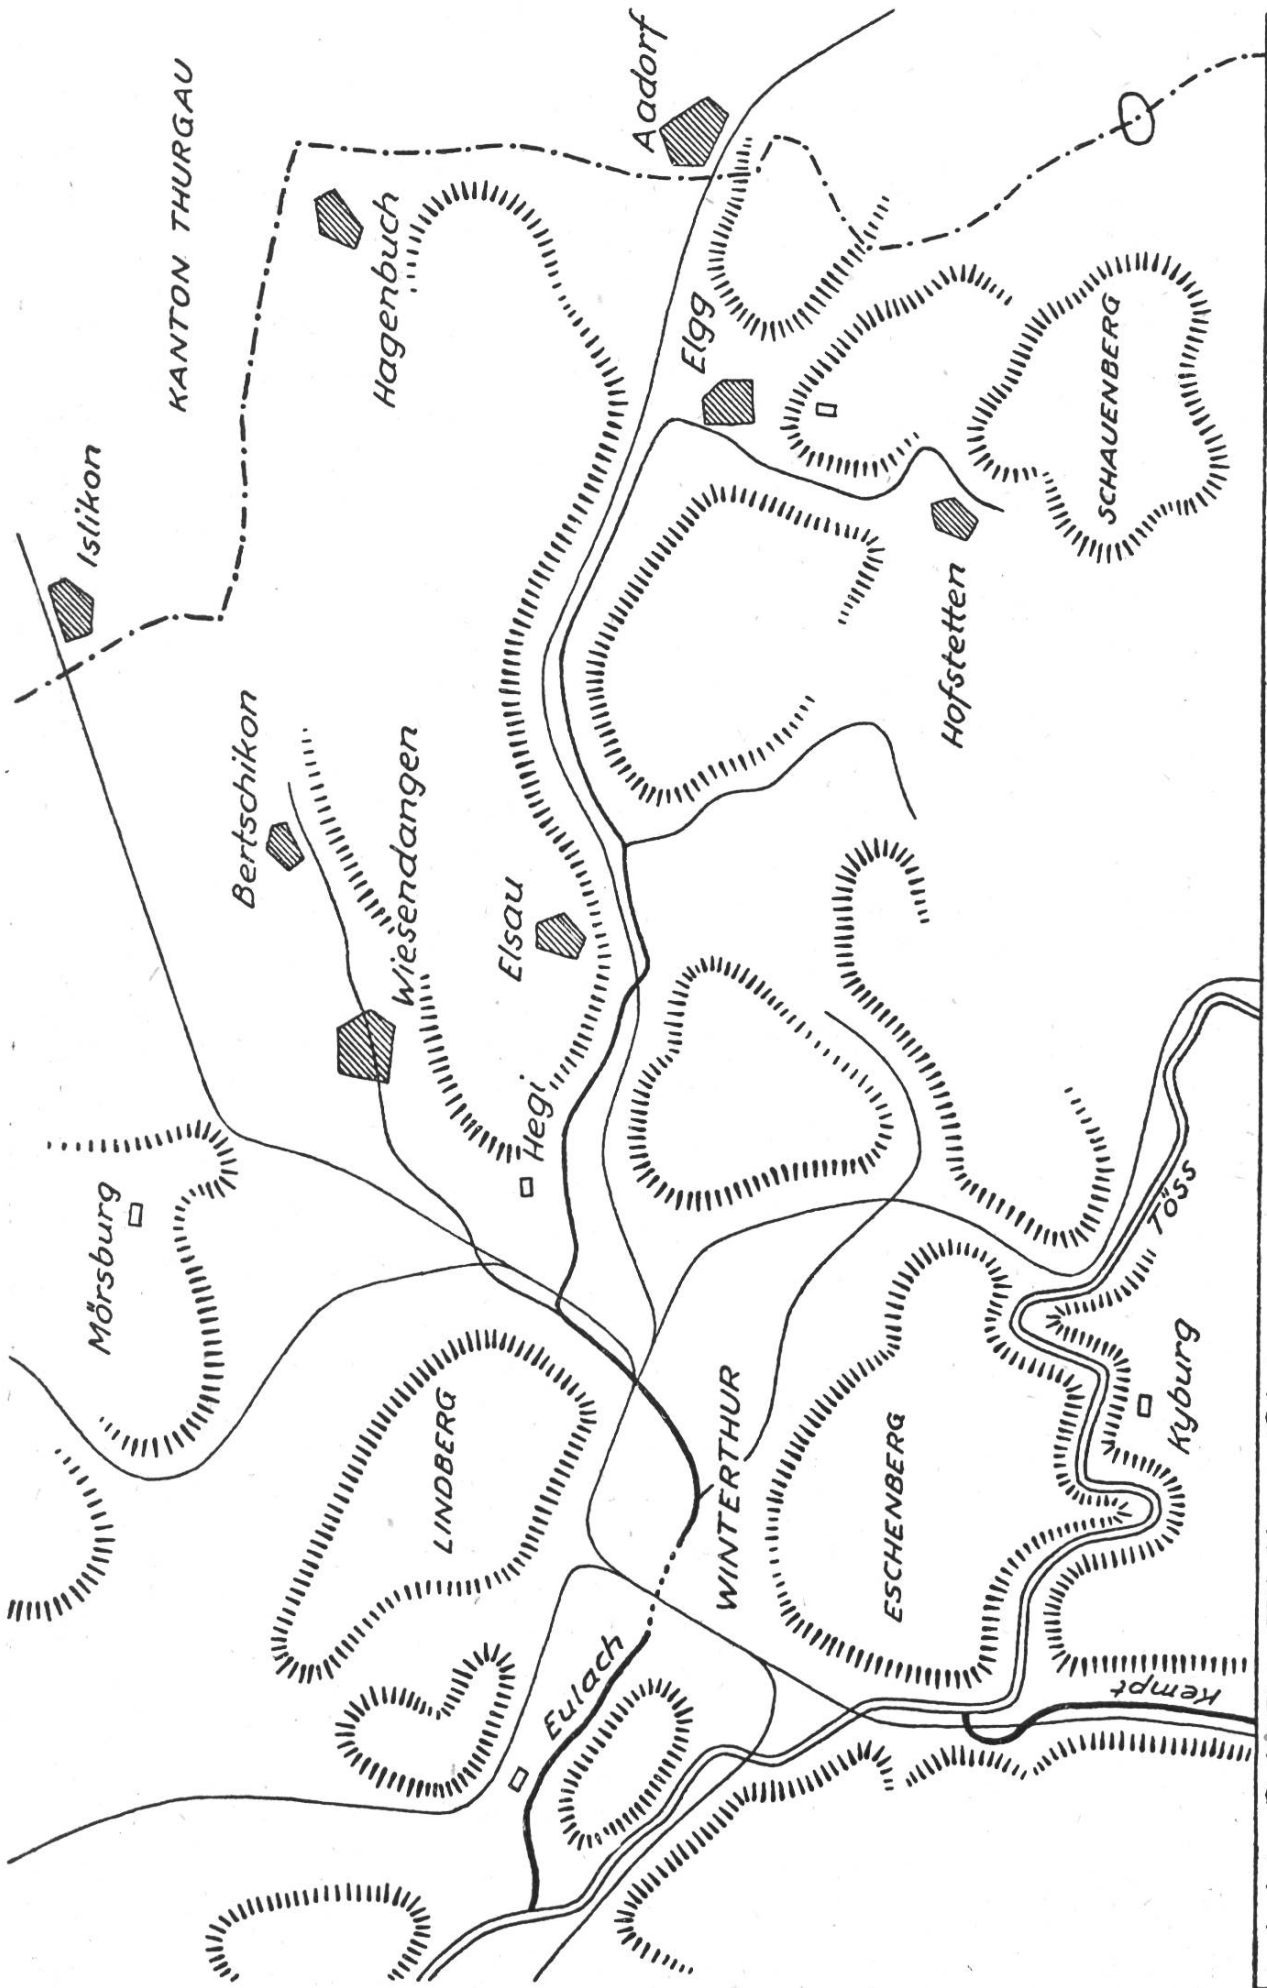 Islikon
KANTON THURGAU
Mörsburg
Bertschikon
Hagenbuch
Wiesendangen
Aadorf
LINDBERG
Elsau
Hegi
Elgg
Eulach
WINTERTHUR
Hofstetten
SCHAUENBERG
ESCHENBERG
Töss
Kyburg
Kempt